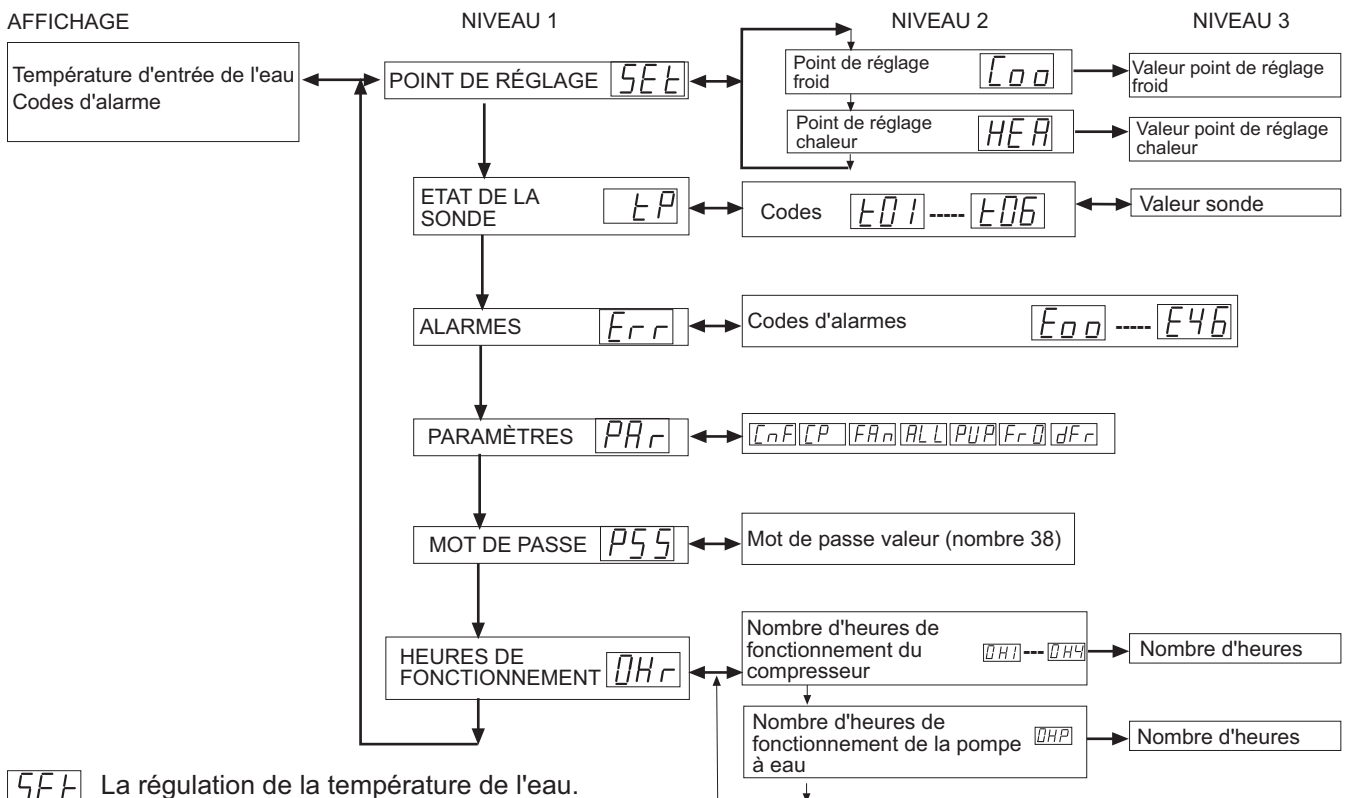 AFFICHAGE
NIVEAU 1
NIVEAU 2
NIVEAU 3
Température d'entrée de l'eau
Codes d'alarme
POINT DE RÉGLAGE SEt
Point de réglage
froid
Coo
Valeur point de réglage
froid
Point de réglage
chaleur
HEA
Valeur point de réglage
chaleur
ETAT DE LA
SONDE
tP
Codes t01 ----- t06
Valeur sonde
ALARMES Err
Codes d'alarmes Eoo ----- E46
PARAMÈTRES PAr
CnF CP FAn ALL PUP Fr0 dFr
MOT DE PASSE PSS
Mot de passe valeur (nombre 38)
HEURES DE
FONCTIONNEMENT OHr
Nombre d'heures de
fonctionnement du
compresseur
OH1 --- OH4
Nombre d'heures
Nombre d'heures de
fonctionnement de la pompe
à eau
OHP
Nombre d'heures
SEt La régulation de la température de l'eau.